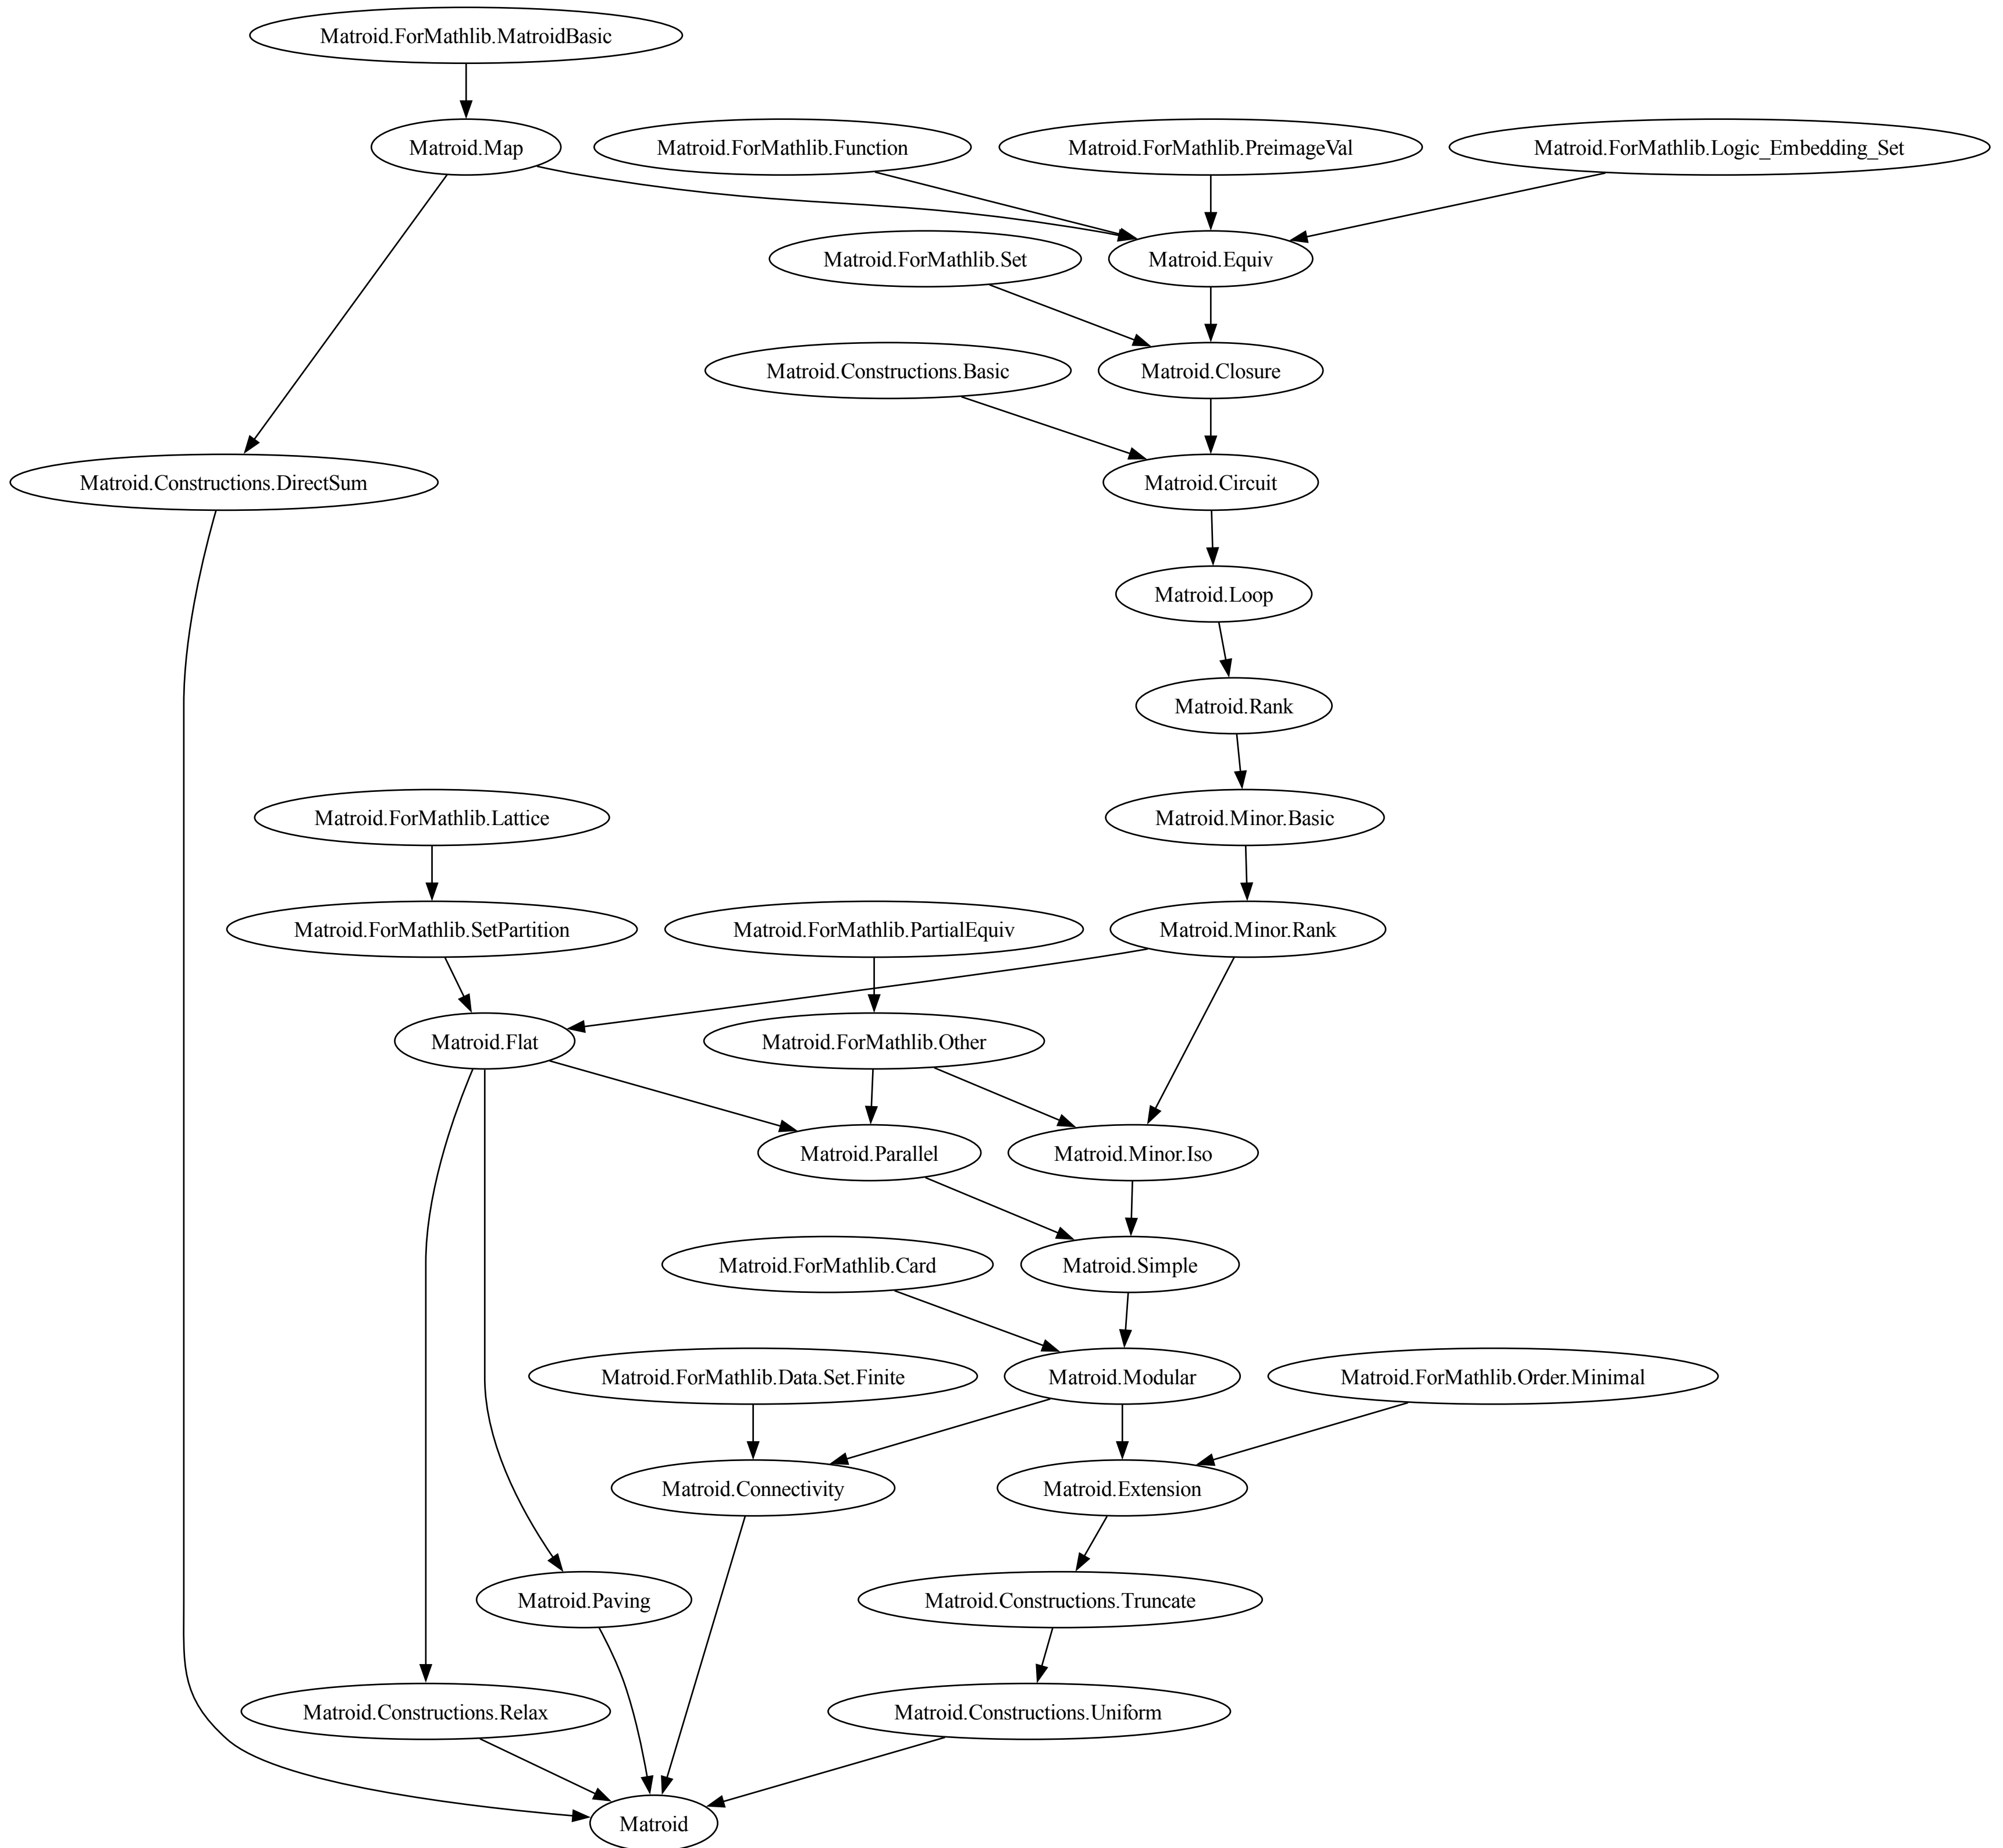 Matroid.ForMathlib.MatroidBasic
Matroid.Map
Matroid.ForMathlib.Function
Matroid.ForMathlib.PreimageVal
Matroid.ForMathlib.Logic_Embedding_Set
Matroid.ForMathlib.Set
Matroid.Equiv
Matroid.Constructions.Basic
Matroid.Closure
Matroid.Constructions.DirectSum
Matroid.Circuit
Matroid.Loop
Matroid.Rank
Matroid.ForMathlib.Lattice
Matroid.Minor.Basic
Matroid.ForMathlib.SetPartition
Matroid.ForMathlib.PartialEquiv
Matroid.Minor.Rank
Matroid.Flat
Matroid.ForMathlib.Other
Matroid.Parallel
Matroid.Minor.Iso
Matroid.ForMathlib.Card
Matroid.Simple
Matroid.ForMathlib.Data.Set.Finite
Matroid.Modular
Matroid.ForMathlib.Order.Minimal
Matroid.Connectivity
Matroid.Extension
Matroid.Paving
Matroid.Constructions.Truncate
Matroid.Constructions.Relax
Matroid.Constructions.Uniform
Matroid